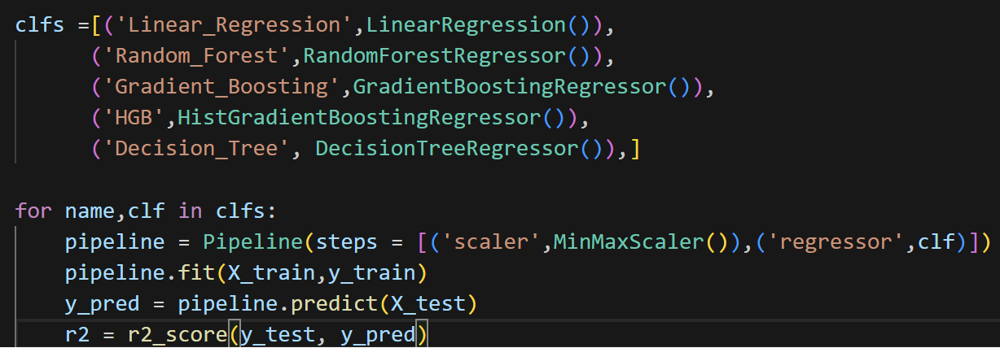 clfs =[('Linear_Regression',LinearRegression()),
('Random_Forest',RandomForestRegressor()),
('Gradient_Boosting',GradientBoostingRegressor()),
('HGB',HistGradientBoostingRegressor()),
('Decision_Tree', DecisionTreeRegressor()),]
for name,clf in clfs:
pipeline = Pipeline(steps = [('scaler',MinMaxScaler()),('regressor',clf)])
pipeline.fit(X_train,y_train)
y_pred = pipeline.predict(X_test)
r2 = r2_score(y_test, y_pred)